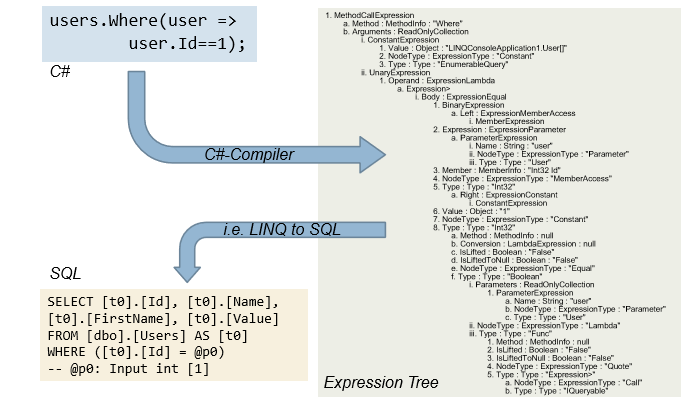 users.Where(user =>
user.Id==1);
C#
C#-Compiler
i.e. LINQ to SQL
SQL
SELECT [t0].[Id], [t0].[Name],
[t0].[FirstName], [t0].[Value]
FROM [dbo].[Users] AS [t0]
WHERE ([t0].[Id] = @p0)
-- @p0: Input int [1]
1. MethodCallExpression
a. Method : MethodInfo : "Where"
b. Arguments : ReadOnlyCollection
i. ConstantExpression
1. Value : Object : "LINQConsoleApplication1.User[]"
2. NodeType : ExpressionType : "Constant"
3. Type : Type : "EnumerableQuery"
ii. UnaryExpression
1. Operand : ExpressionLambda
a. Expression>
i. Body : ExpressionEqual
1. BinaryExpression
a. Left : ExpressionMemberAccess
i. MemberExpression
2. Expression : ExpressionParameter
a. ParameterExpression
i. Name : String : "user"
ii. NodeType : ExpressionType : "Parameter"
iii. Type : Type : "User"
3. Member : MemberInfo : "Int32 Id"
4. NodeType : ExpressionType : "MemberAccess"
5. Type : Type : "Int32"
a. Right : ExpressionConstant
i. ConstantExpression
6. Value : Object : "1"
7. NodeType : ExpressionType : "Constant"
8. Type : Type : "Int32"
a. Method : MethodInfo : null
b. Conversion : LambdaExpression : null
c. IsLifted : Boolean : "False"
d. IsLiftedToNull : Boolean : "False"
e. NodeType : ExpressionType : "Equal"
f. Type : Type : "Boolean"
i. Parameters : ReadOnlyCollection
1. ParameterExpression
a. Name : String : "user"
b. NodeType : ExpressionType : "Parameter"
c. Type : Type : "User"
ii. NodeType : ExpressionType : "Lambda"
iii. Type : Type : "Func"
1. Method : MethodInfo : null
2. IsLifted : Boolean : "False"
3. IsLiftedToNull : Boolean : "False"
4. NodeType : ExpressionType : "Quote"
5. Type : Type : "Expression>"
a. NodeType : ExpressionType : "Call"
b. Type : Type : "IQueryable"
Expression Tree